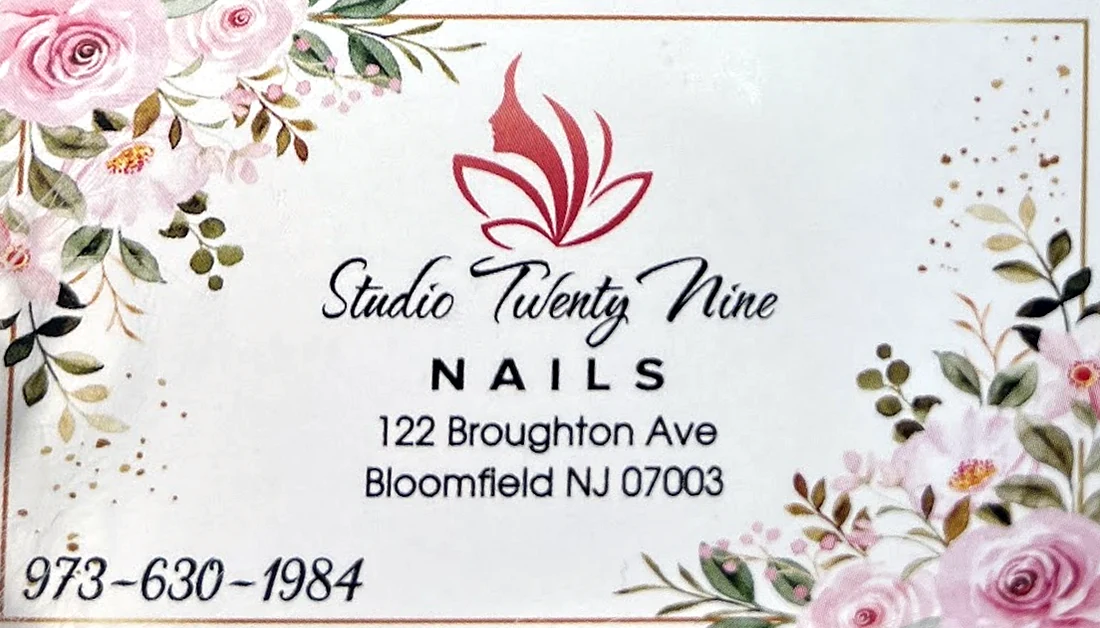 Studio Twenty Nine
NAILS
122 Broughton Ave
Bloomfield NJ 07003
973-630-1984